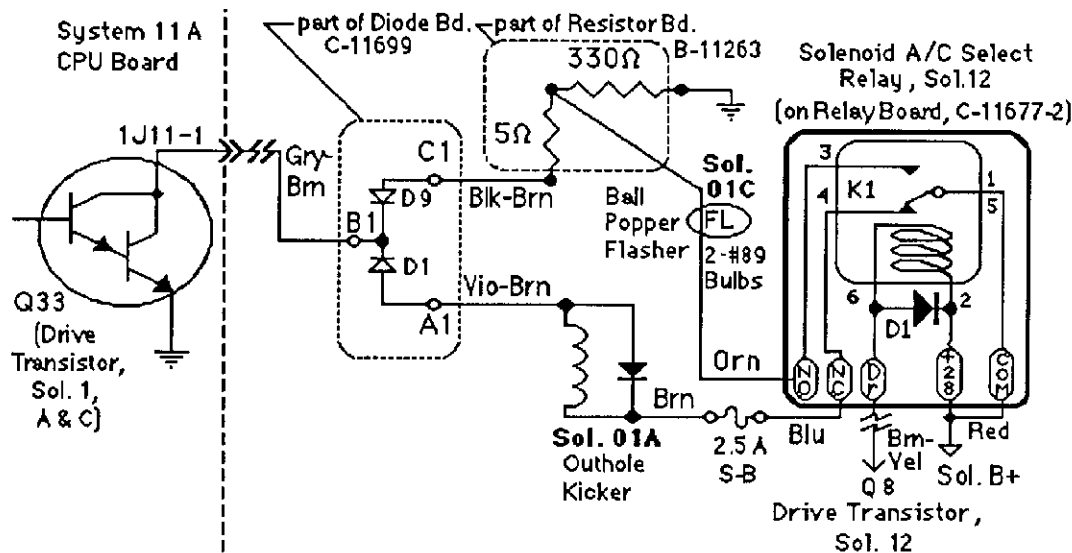 System 11 A
CPU Board
part of Diode Bd.
C-11699
part of Resistor Bd.
B-11263
330Ω
5Ω
Solenoid A/C Select
Relay, Sol.12
(on Relay Board, C-11677-2)
1J11-1
Gry-
Brn
C1
D9
B1
D1
A1
Blk-Brn
Vio-Brn
Q33
(Drive
Transistor,
Sol. 1,
A & C)
Sol.
01C
FL
Ball
Popper
Flasher
2-#89
Bulbs
3
4
K1
1
5
6
2
D1
NO
NC
Dr
+28
COM
Orn
Brn
Blu
2.5 A
S-B
Sol. 01A
Outhole
Kicker
Brn-
Yel
Red
Sol. B+
Q8
Drive Transistor,
Sol. 12